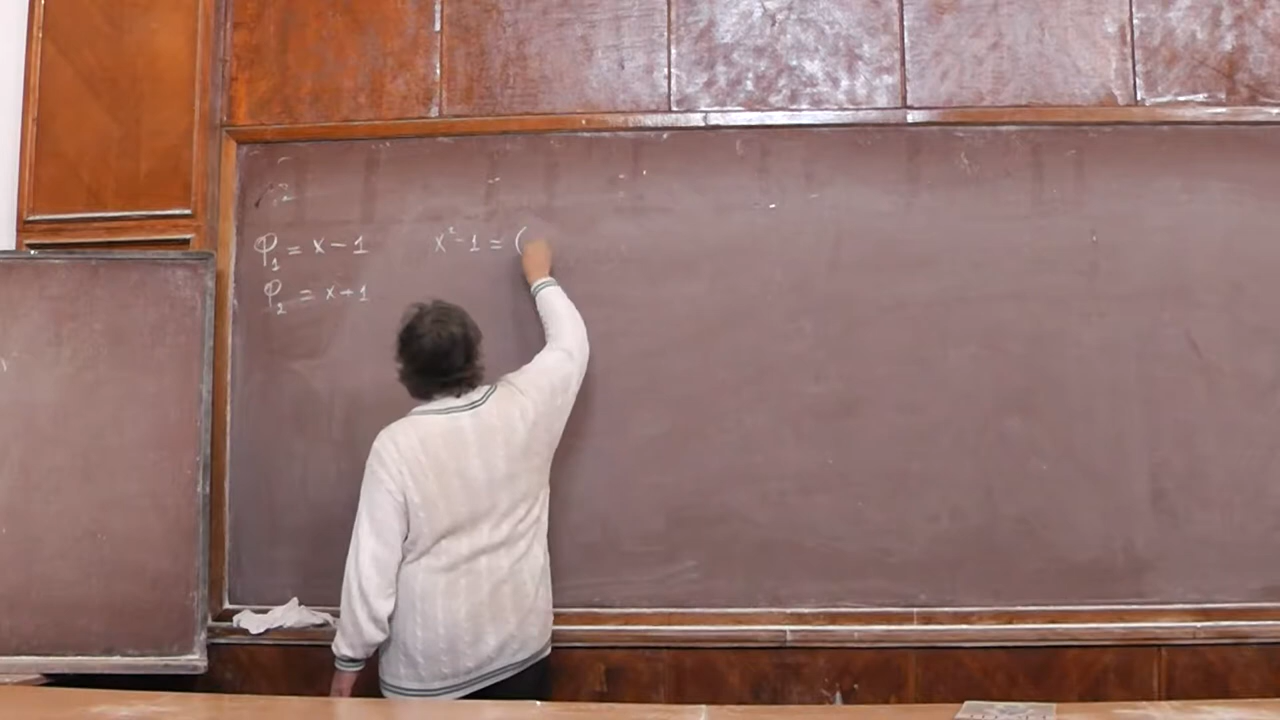 φ₁ = x − 1
x² − 1 = (
φ₂ = x + 1